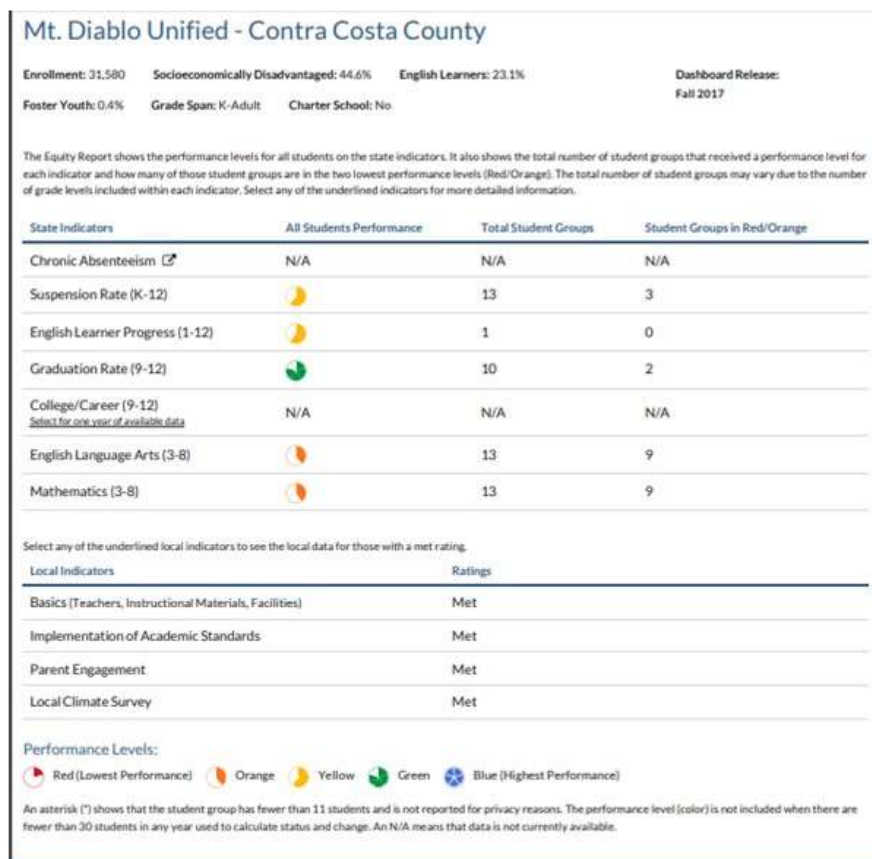 Mt. Diablo Unified - Contra Costa County
Enrollment: 31,580 Socioeconomically Disadvantaged: 44.6% English Learners: 23.1% Dashboard Release:
Fall 2017
Foster Youth: 0.4% Grade Span: K-Adult Charter School: No
The Equity Report shows the performance levels for all students on the state indicators. It also shows the total number of student groups that received a performance level for
each indicator and how many of those student groups are in the two lowest performance levels (Red/Orange). The total number of student groups may vary due to the number
of grade levels included within each indicator. Select any of the underlined indicators for more detailed information.
State Indicators All Students Performance Total Student Groups Student Groups in Red/Orange
Chronic Absenteeism N/A N/A N/A
Suspension Rate (K-12) 13 3
English Learner Progress (1-12) 1 0
Graduation Rate (9-12) 10 2
College/Career (9-12) N/A N/A N/A
Select for one year of available data
English Language Arts (3-8) 13 9
Mathematics (3-8) 13 9
Select any of the underlined local indicators to see the local data for those with a met rating.
Local Indicators Ratings
Basics (Teachers, Instructional Materials, Facilities) Met
Implementation of Academic Standards Met
Parent Engagement Met
Local Climate Survey Met
Performance Levels:
Red (Lowest Performance) Orange Yellow Green Blue (Highest Performance)
An asterisk (*) shows that the student group has fewer than 11 students and is not reported for privacy reasons. The performance level (color) is not included when there are
fewer than 30 students in any year used to calculate status and change. An N/A means that data is not currently available.